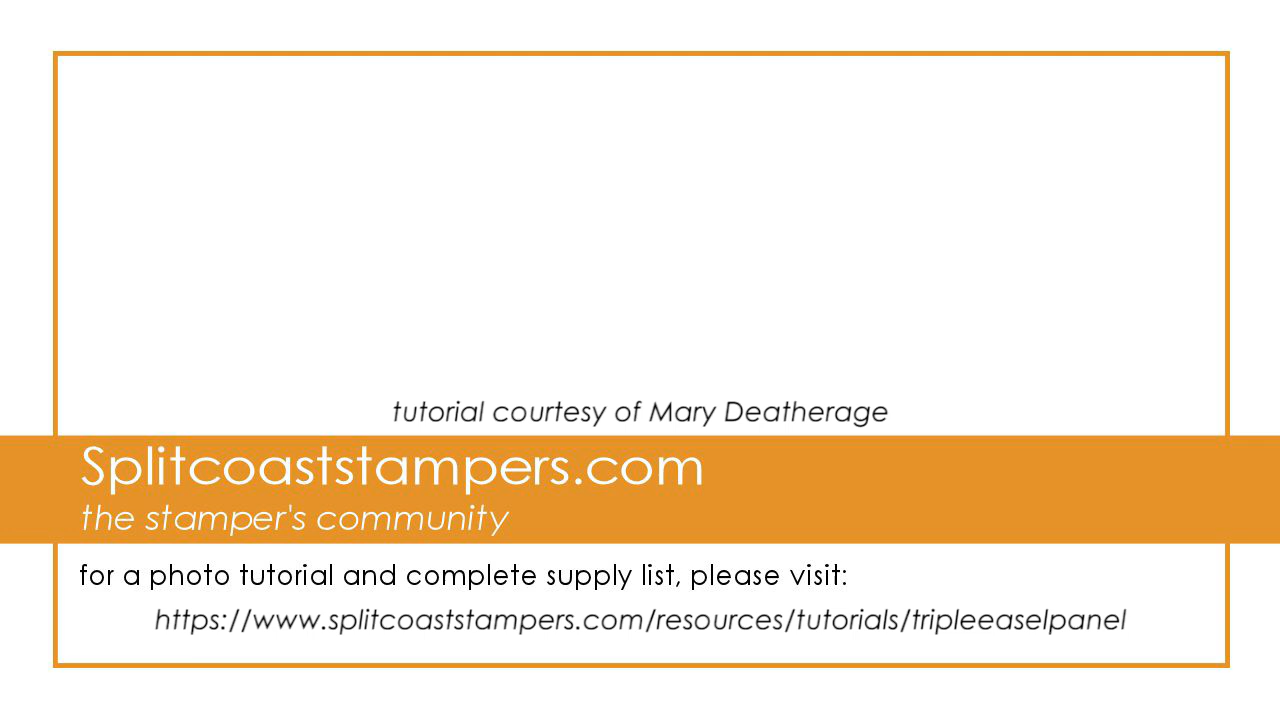 tutorial courtesy of Mary Deatherage
Splitcoaststampers.com
the stamper's community
for a photo tutorial and complete supply list, please visit:
https://www.splitcoaststampers.com/resources/tutorials/tripleeaselpanel